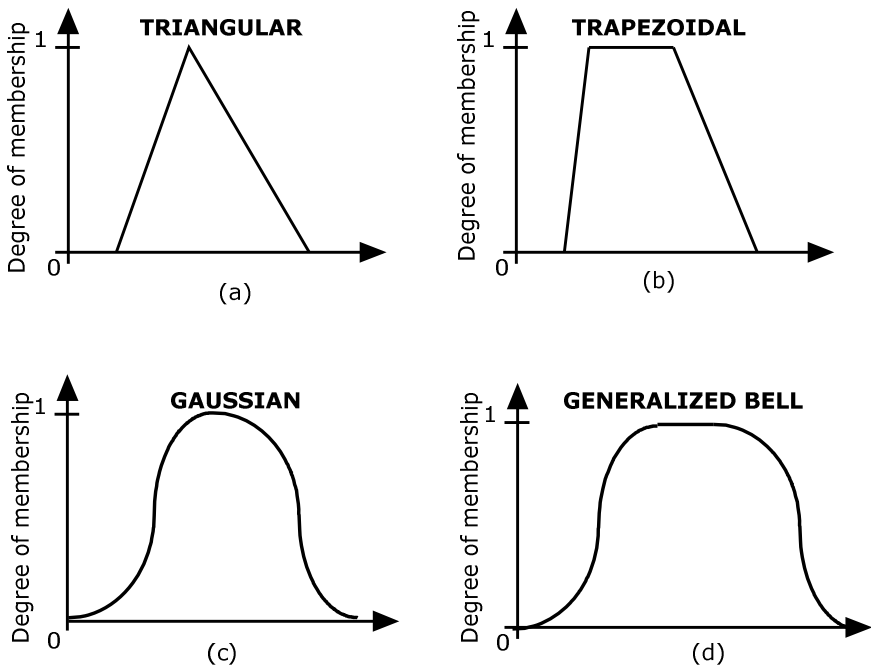 TRIANGULAR
1
Degree of membership
0
(a)
TRAPEZOIDAL
1
Degree of membership
0
(b)
GAUSSIAN
1
Degree of membership
0
(c)
GENERALIZED BELL
1
Degree of membership
0
(d)